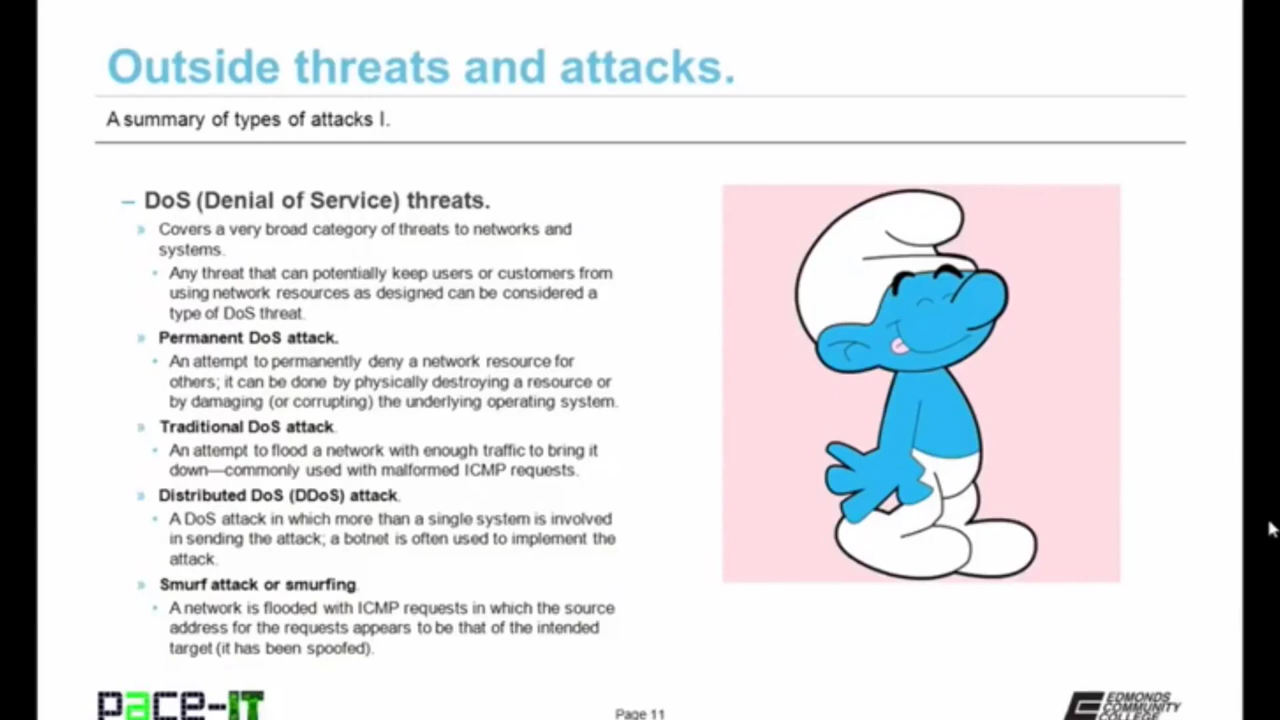 Outside threats and attacks.
A summary of types of attacks I.
– DoS (Denial of Service) threats.
» Covers a very broad category of threats to networks and
systems.
• Any threat that can potentially keep users or customers from
using network resources as designed can be considered a
type of DoS threat.
» Permanent DoS attack.
• An attempt to permanently deny a network resource for
others; it can be done by physically destroying a resource or
by damaging (or corrupting) the underlying operating system.
» Traditional DoS attack.
• An attempt to flood a network with enough traffic to bring it
down—commonly used with malformed ICMP requests.
» Distributed DoS (DDoS) attack.
• A DoS attack in which more than a single system is involved
in sending the attack; a botnet is often used to implement the
attack.
» Smurf attack or smurfing.
• A network is flooded with ICMP requests in which the source
address for the requests appears to be that of the intended
target (it has been spoofed).
pace-IT
Page 11
EDMONDS
COMMUNITY
COLLEGE